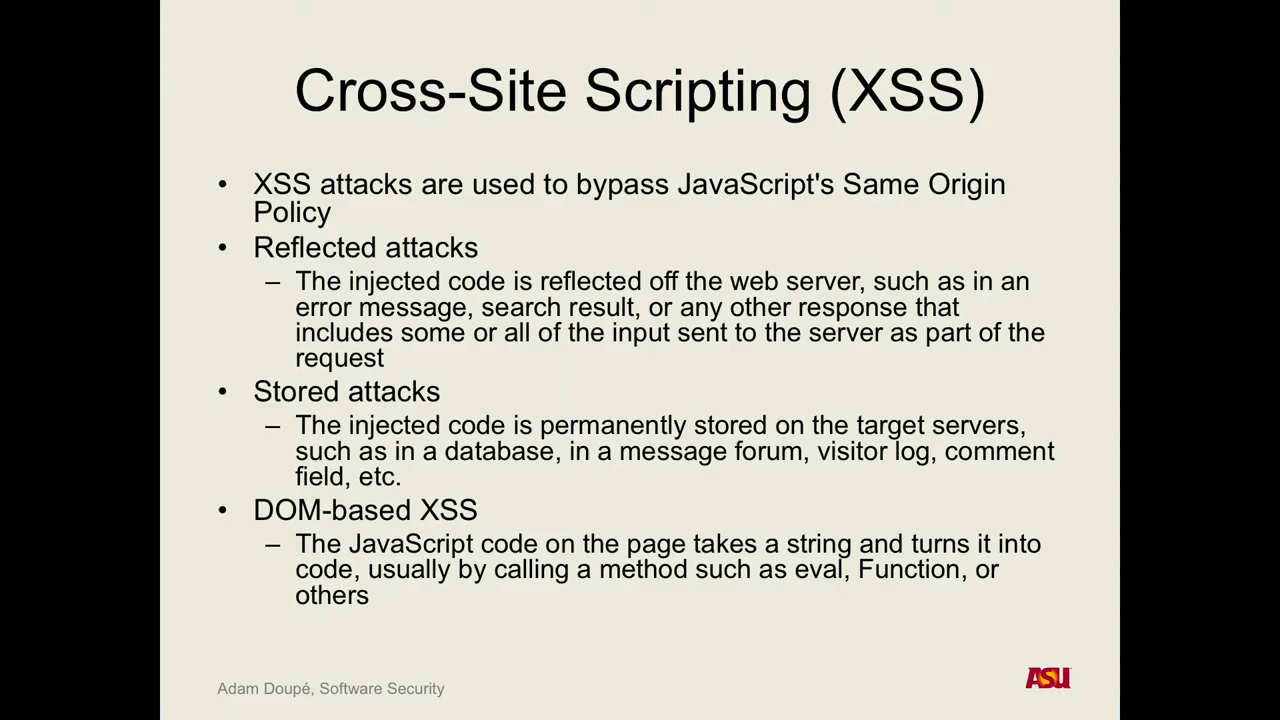 Cross-Site Scripting (XSS)
• XSS attacks are used to bypass JavaScript's Same Origin
Policy
• Reflected attacks
– The injected code is reflected off the web server, such as in an
error message, search result, or any other response that
includes some or all of the input sent to the server as part of the
request
• Stored attacks
– The injected code is permanently stored on the target servers,
such as in a database, in a message forum, visitor log, comment
field, etc.
• DOM-based XSS
– The JavaScript code on the page takes a string and turns it into
code, usually by calling a method such as eval, Function, or
others
Adam Doupé, Software Security
ASU